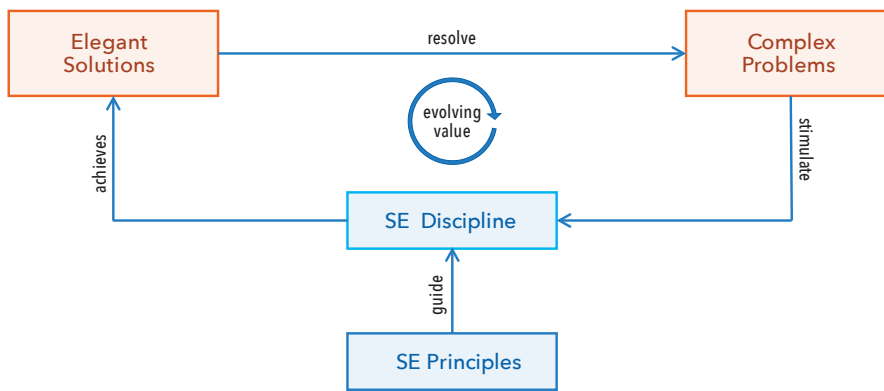 Elegant
Solutions
resolve
Complex
Problems
evolving
value
achieves
stimulate
SE Discipline
guide
SE Principles